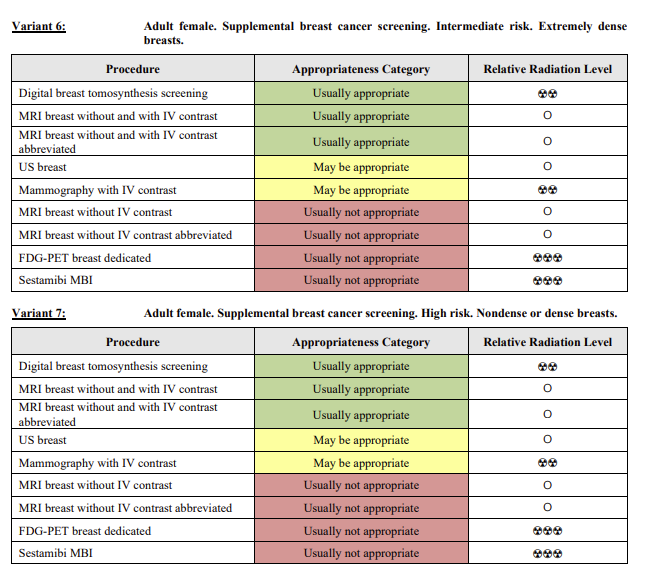 Variant 6: Adult female. Supplemental breast cancer screening. Intermediate risk. Extremely dense
breasts.
Procedure Appropriateness Category Relative Radiation Level
Digital breast tomosynthesis screening Usually appropriate ☢☢
MRI breast without and with IV contrast Usually appropriate O
MRI breast without and with IV contrast
abbreviated Usually appropriate O
US breast May be appropriate O
Mammography with IV contrast May be appropriate ☢☢
MRI breast without IV contrast Usually not appropriate O
MRI breast without IV contrast abbreviated Usually not appropriate O
FDG-PET breast dedicated Usually not appropriate ☢☢☢
Sestamibi MBI Usually not appropriate ☢☢☢
Variant 7: Adult female. Supplemental breast cancer screening. High risk. Nondense or dense breasts.
Procedure Appropriateness Category Relative Radiation Level
Digital breast tomosynthesis screening Usually appropriate ☢☢
MRI breast without and with IV contrast Usually appropriate O
MRI breast without and with IV contrast
abbreviated Usually appropriate O
US breast May be appropriate O
Mammography with IV contrast May be appropriate ☢☢
MRI breast without IV contrast Usually not appropriate O
MRI breast without IV contrast abbreviated Usually not appropriate O
FDG-PET breast dedicated Usually not appropriate ☢☢☢
Sestamibi MBI Usually not appropriate ☢☢☢